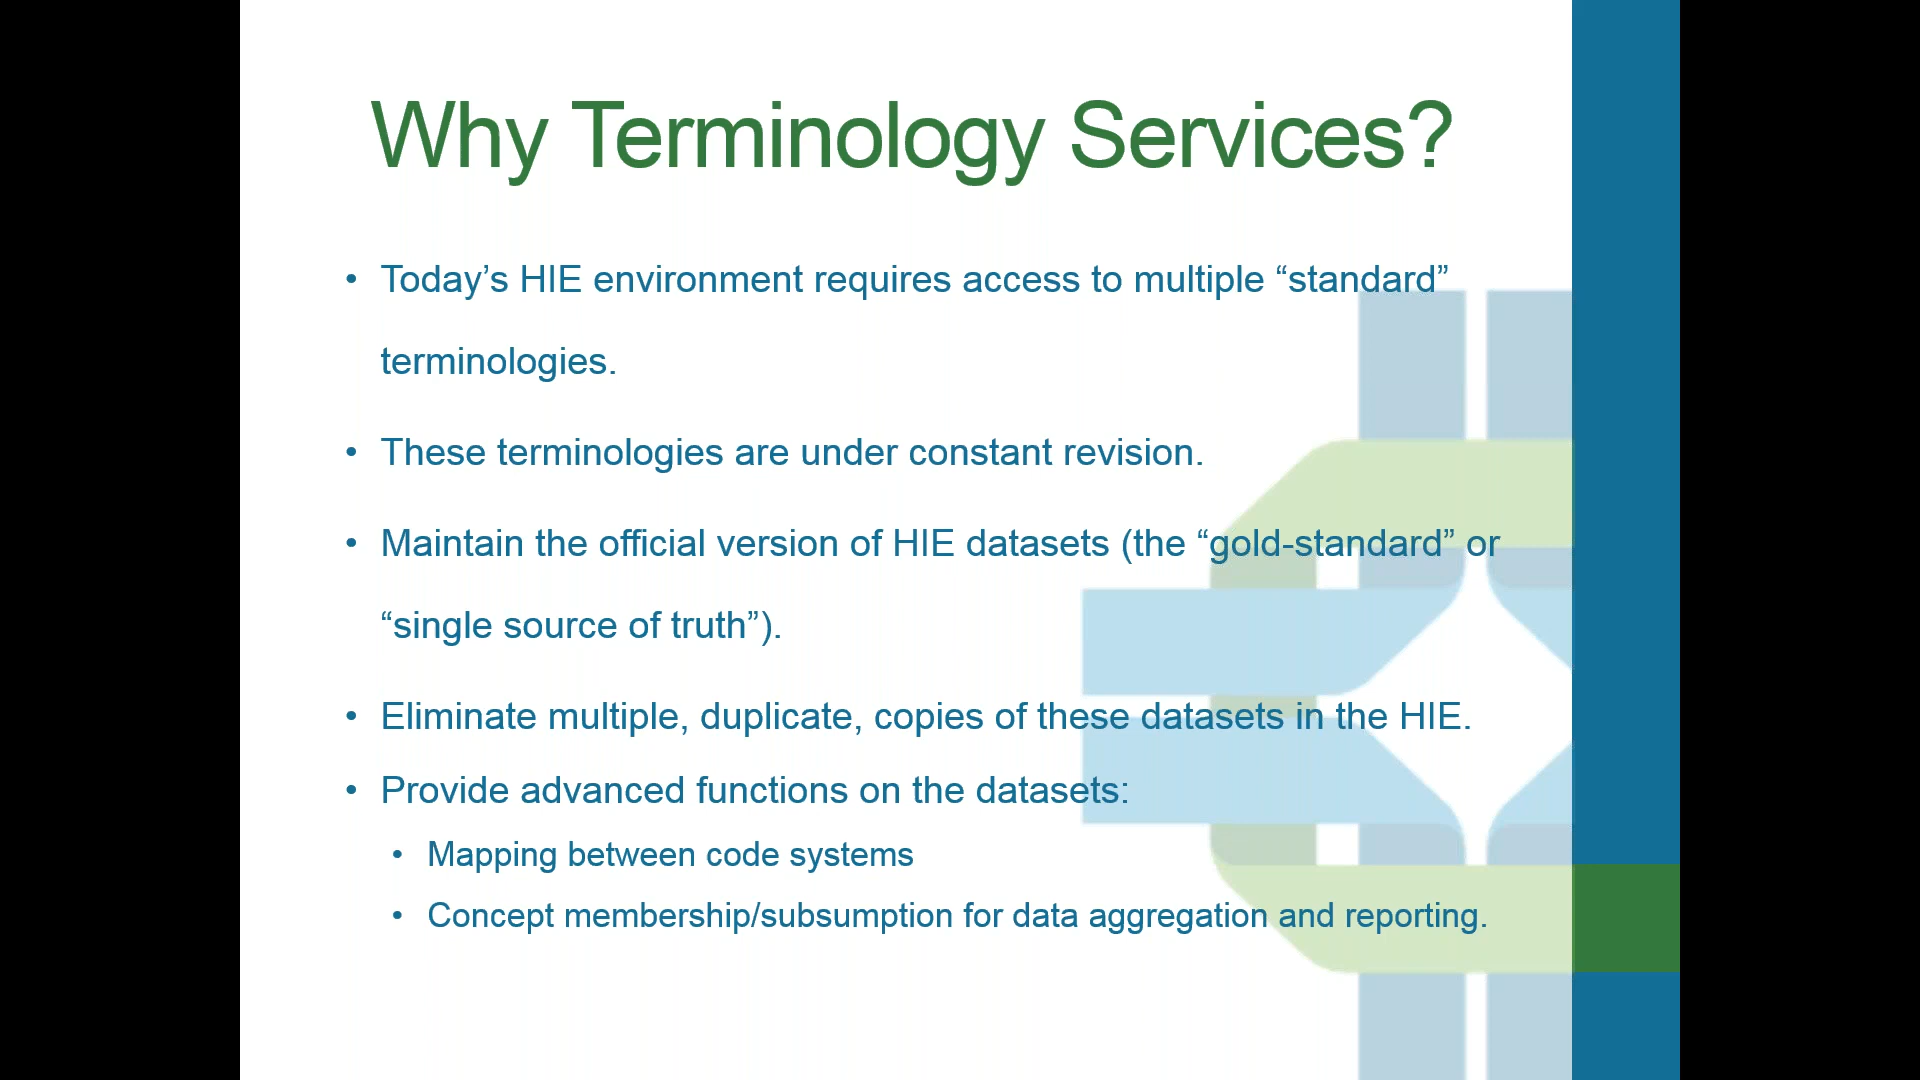 Why Terminology Services?
• Today’s HIE environment requires access to multiple “standard”
terminologies.
• These terminologies are under constant revision.
• Maintain the official version of HIE datasets (the “gold-standard” or
“single source of truth”).
• Eliminate multiple, duplicate, copies of these datasets in the HIE.
• Provide advanced functions on the datasets:
• Mapping between code systems
• Concept membership/subsumption for data aggregation and reporting.